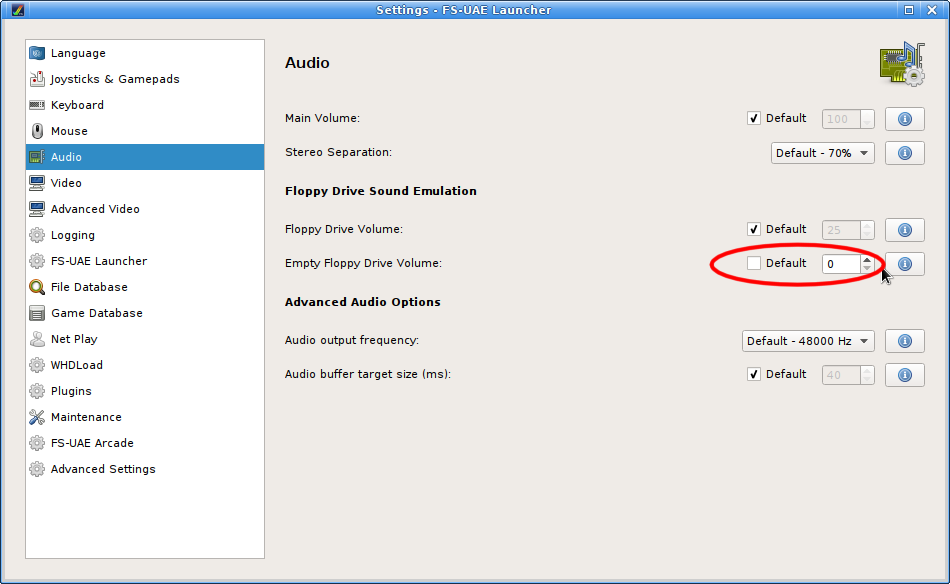 Settings - FS-UAE Launcher
Language
Joysticks & Gamepads
Keyboard
Mouse
Audio
Video
Advanced Video
Logging
FS-UAE Launcher
File Database
Game Database
Net Play
WHDLoad
Plugins
Maintenance
FS-UAE Arcade
Advanced Settings
Audio
Main Volume: Default 100
Stereo Separation: Default - 70%
Floppy Drive Sound Emulation
Floppy Drive Volume: Default 25
Empty Floppy Drive Volume: Default 0
Advanced Audio Options
Audio output frequency: Default - 48000 Hz
Audio buffer target size (ms): Default 40